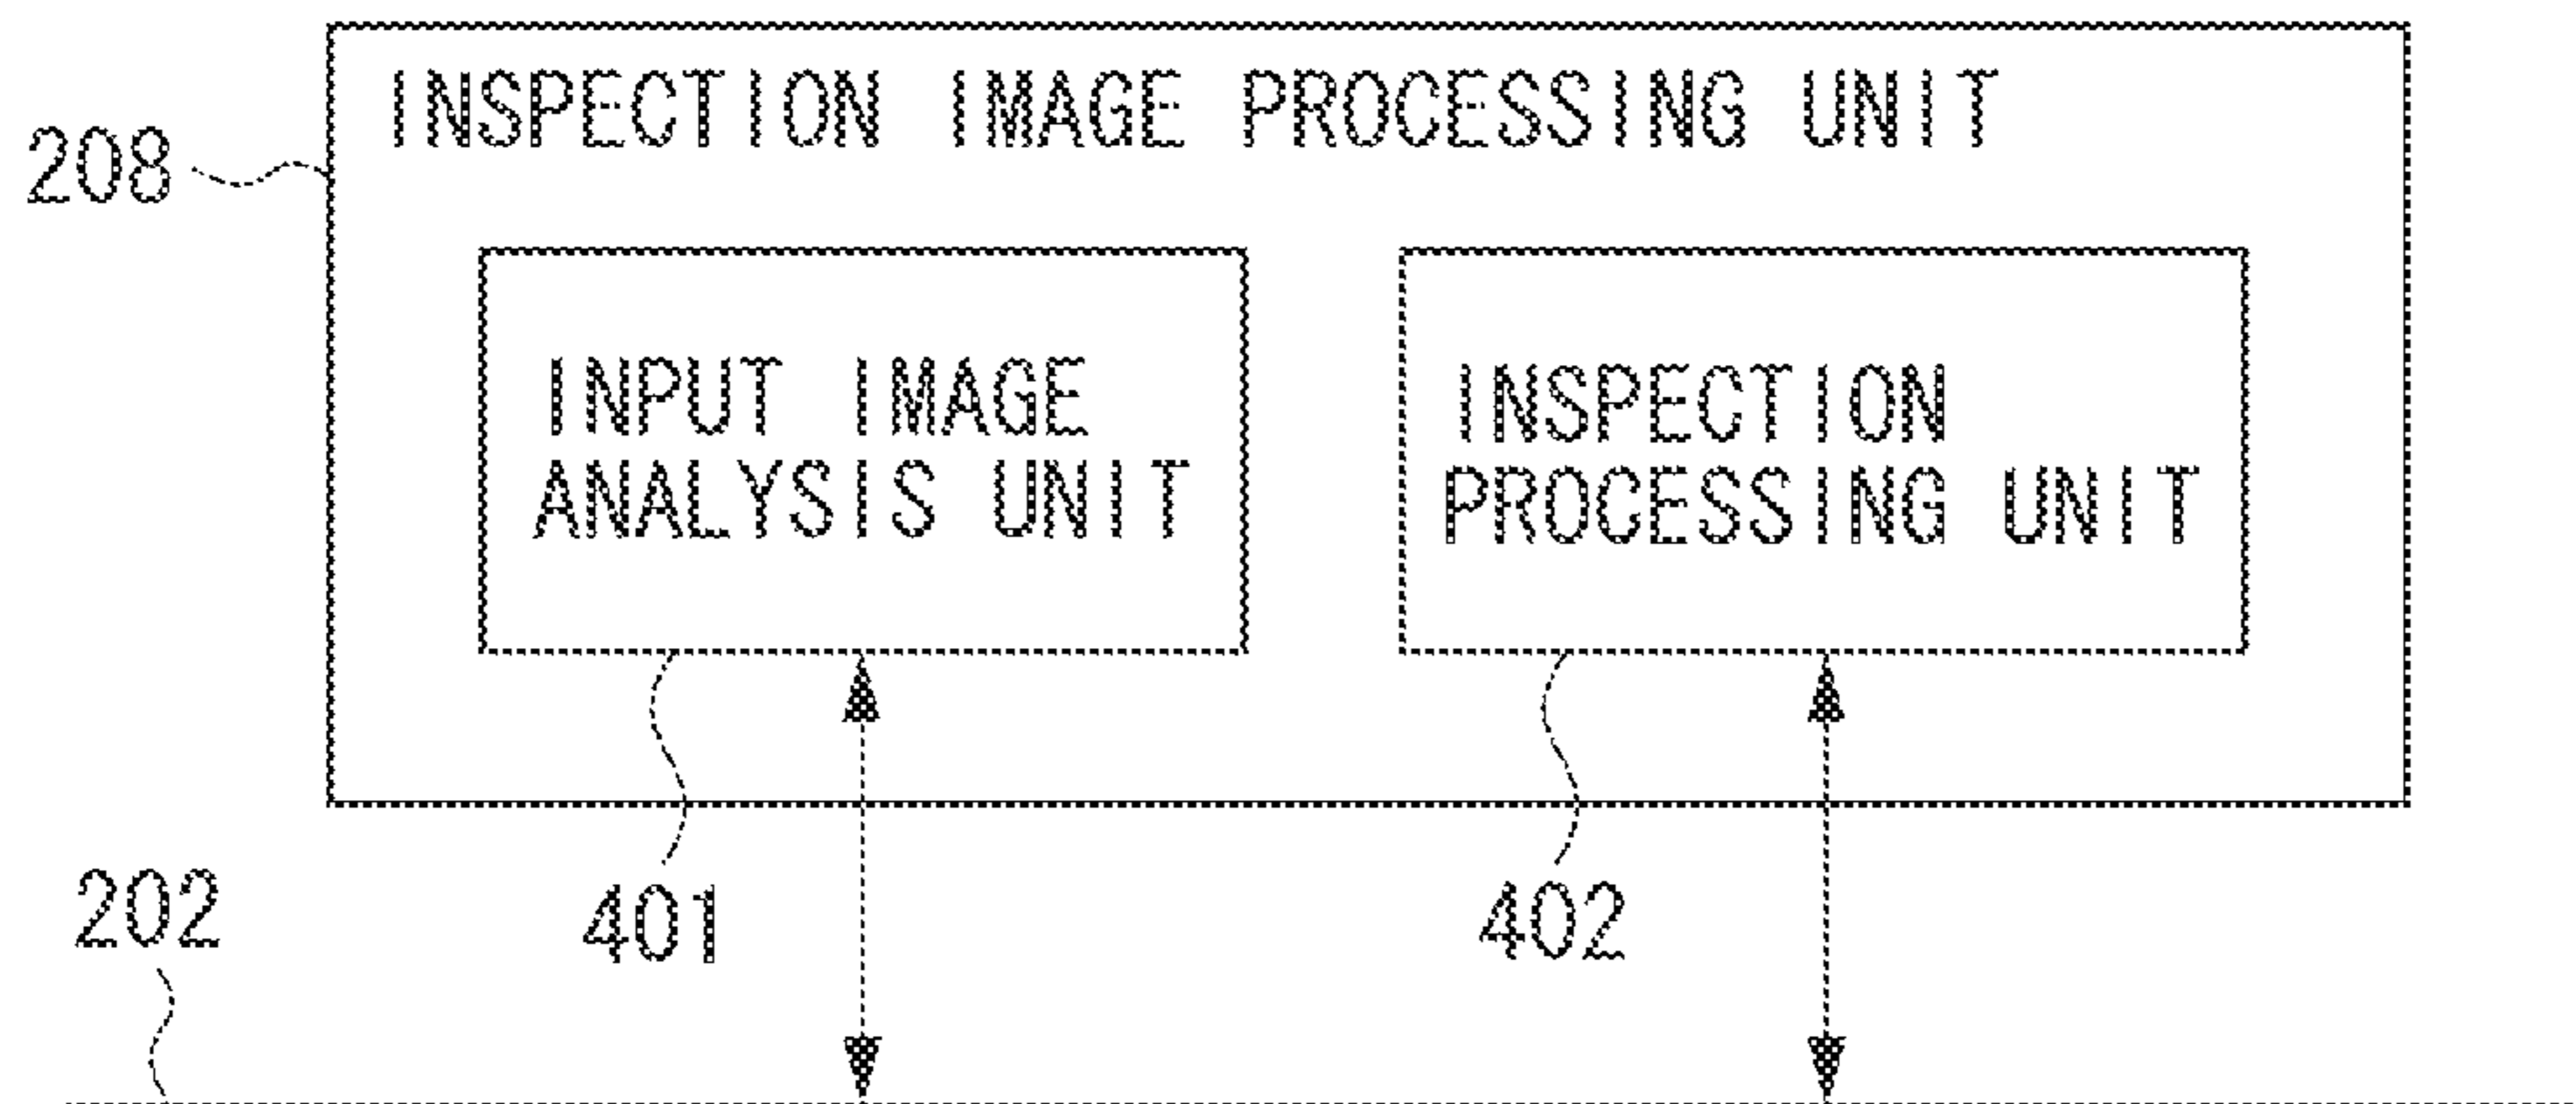 INSPECTION IMAGE PROCESSING UNIT
208
INPUT IMAGE
ANALYSIS UNIT
INSPECTION
PROCESSING UNIT
401
402
202